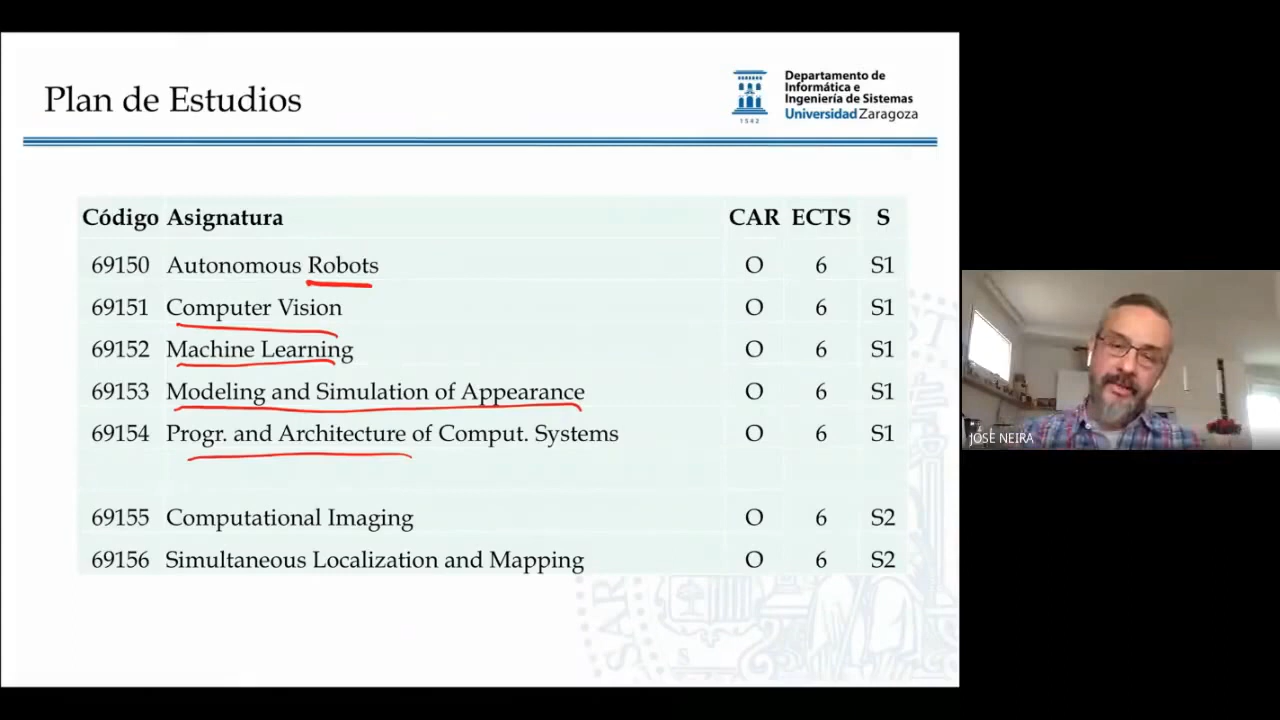 Plan de Estudios
Departamento de
Informática e
Ingeniería de Sistemas
Universidad Zaragoza
1542
Código Asignatura CAR ECTS S
69150 Autonomous Robots O 6 S1
69151 Computer Vision O 6 S1
69152 Machine Learning O 6 S1
69153 Modeling and Simulation of Appearance O 6 S1
69154 Progr. and Architecture of Comput. Systems O 6 S1
69155 Computational Imaging O 6 S2
69156 Simultaneous Localization and Mapping O 6 S2
JOSE NEIRA